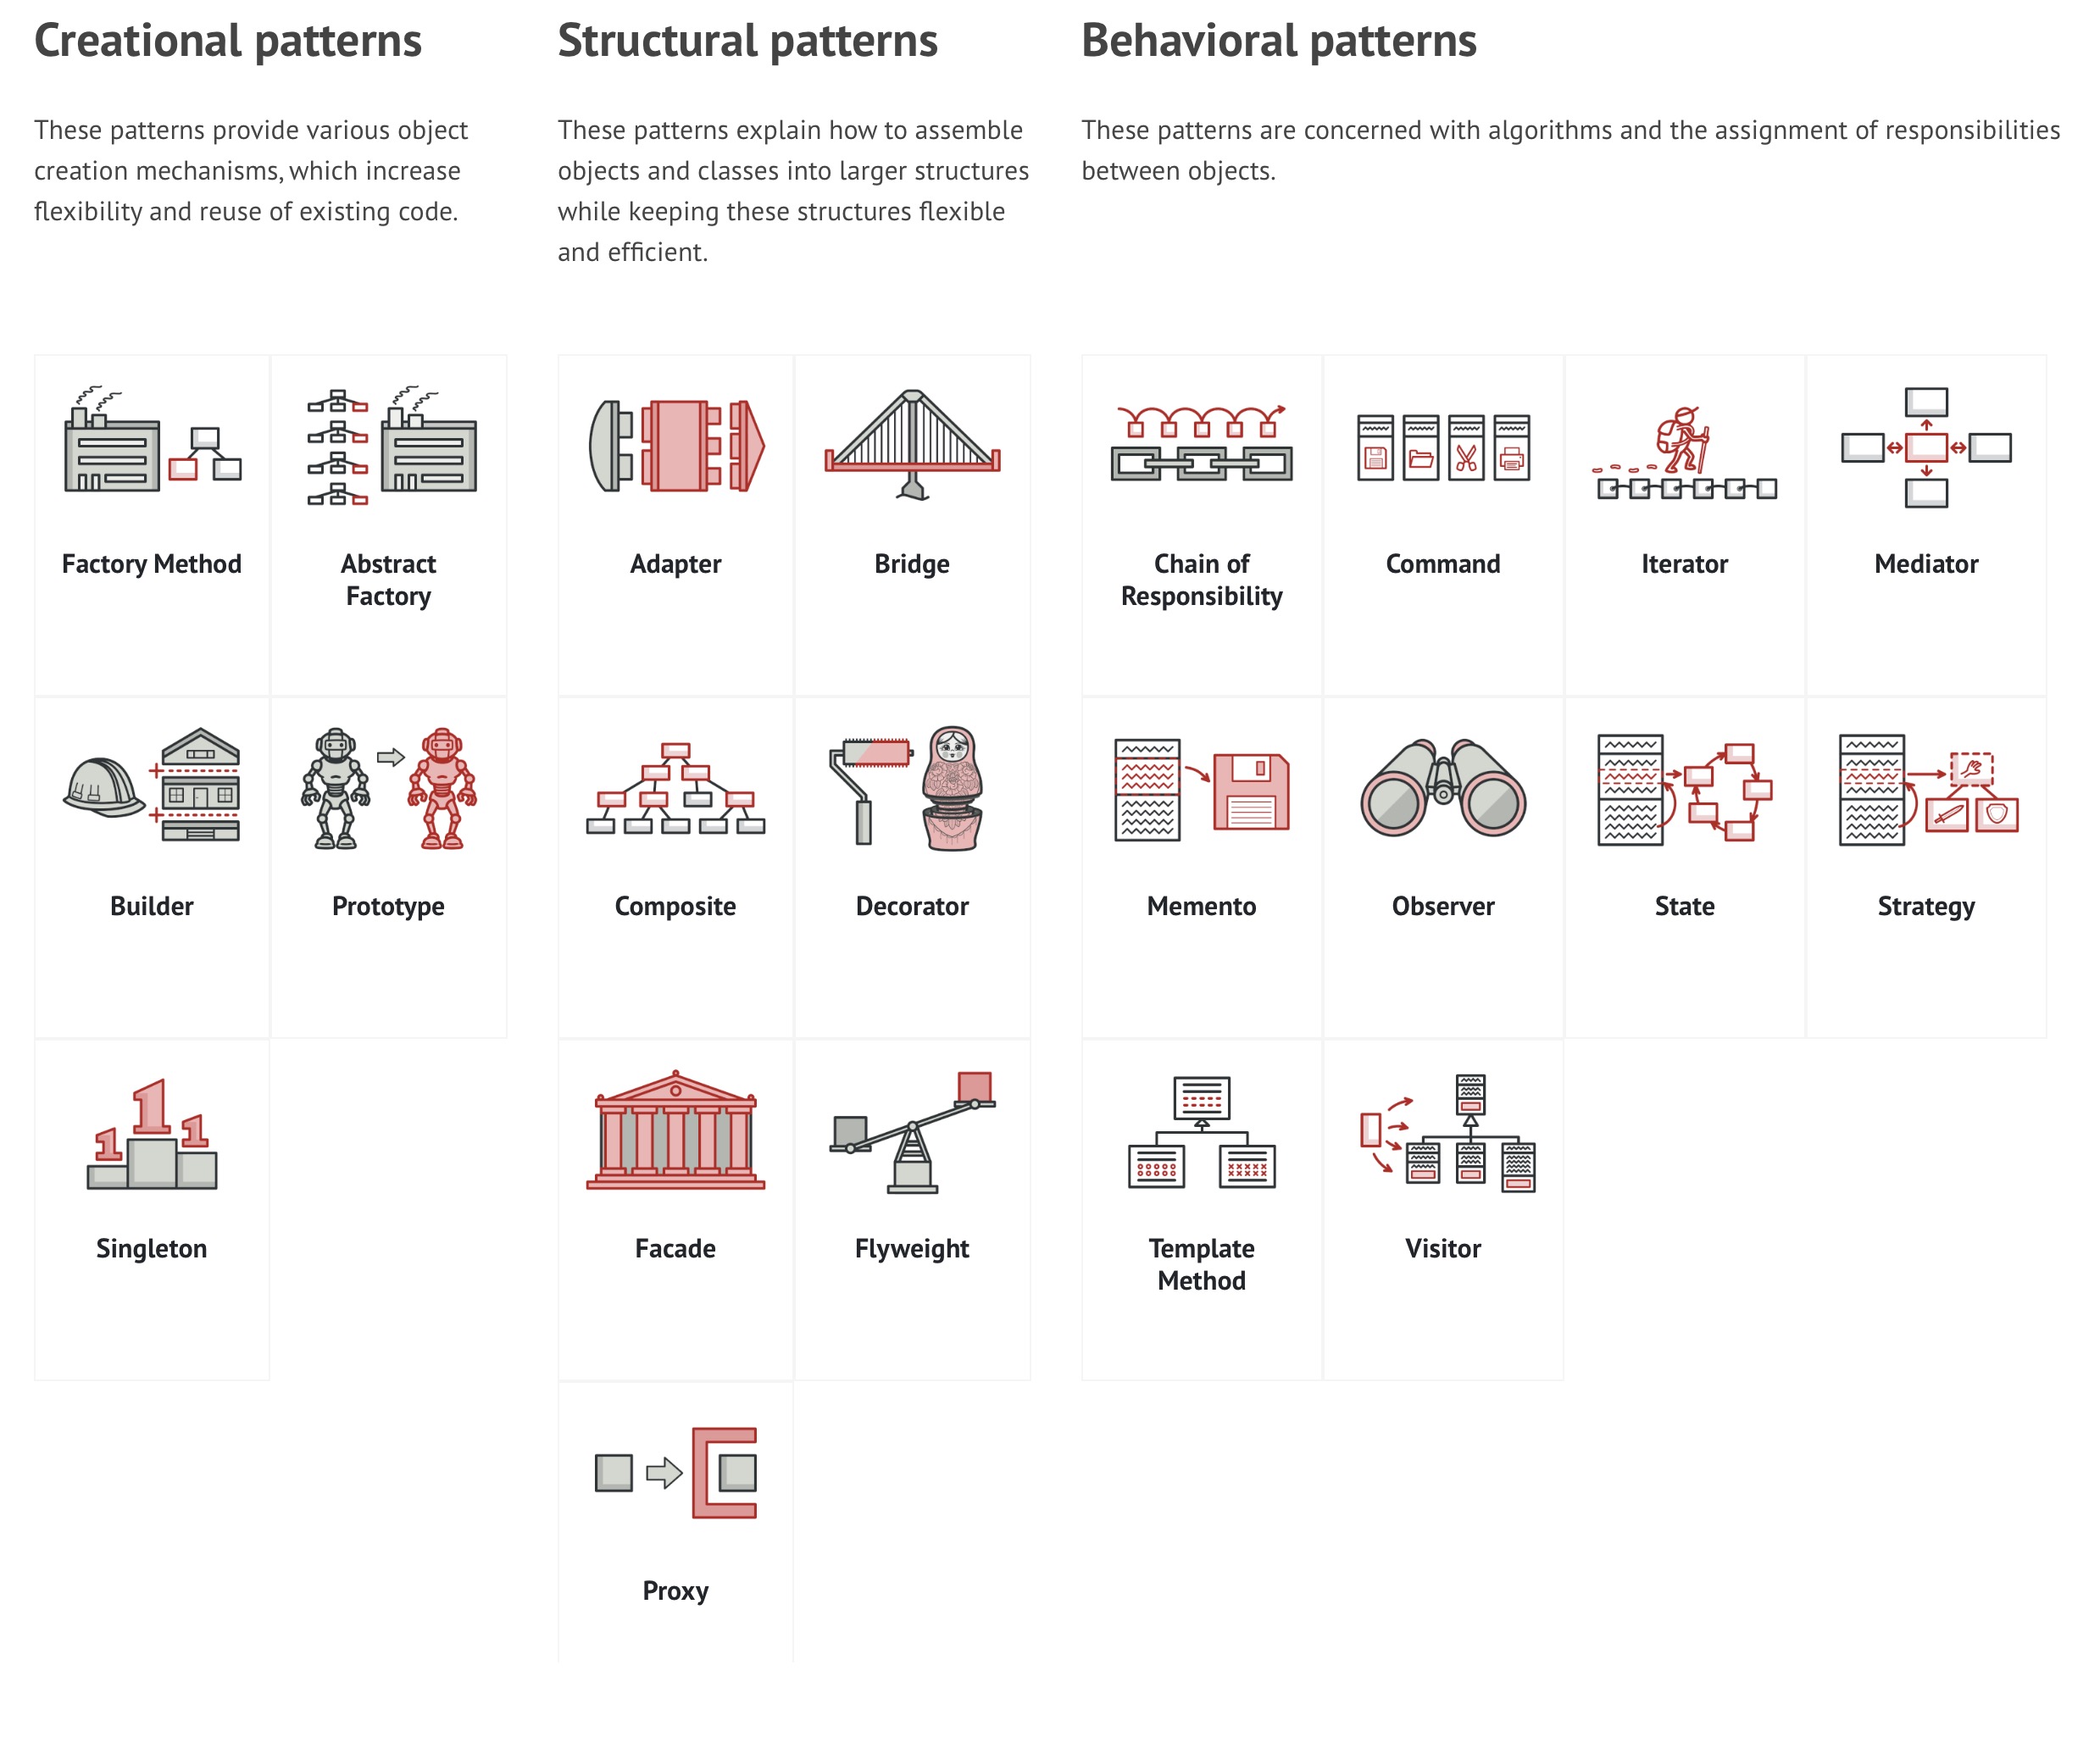 Creational patterns
These patterns provide various object
creation mechanisms, which increase
flexibility and reuse of existing code.
Factory Method
Abstract
Factory
Builder
Prototype
1
1
1
Singleton
Structural patterns
These patterns explain how to assemble
objects and classes into larger structures
while keeping these structures flexible
and efficient.
Adapter
Bridge
Composite
Decorator
Facade
Flyweight
Proxy
Behavioral patterns
These patterns are concerned with algorithms and the assignment of responsibilities
between objects.
Chain of
Responsibility
Command
Iterator
Mediator
Memento
Observer
State
Strategy
Template
Method
Visitor